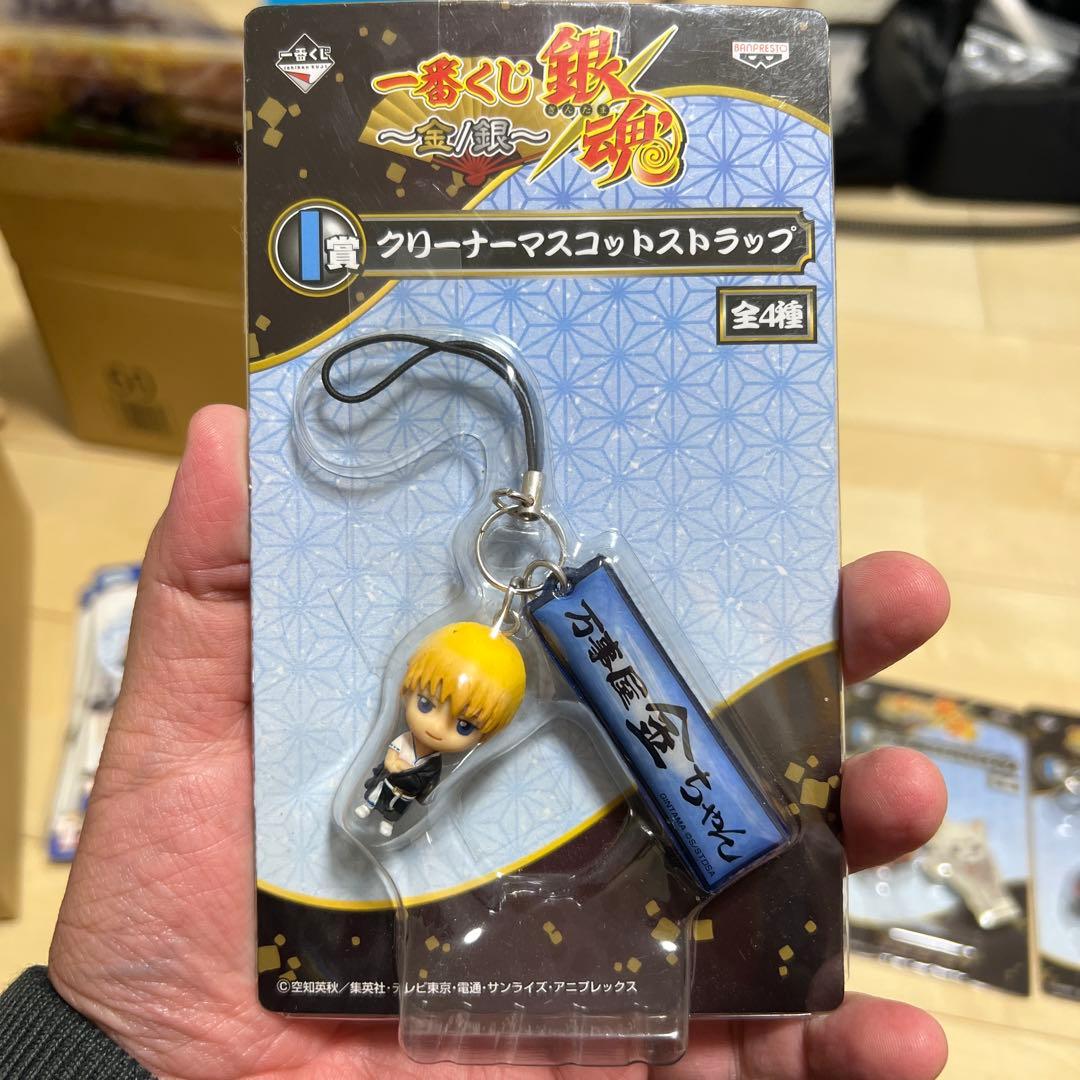 一番くじ
ichiban KUJI
一番くじ
銀魂
ぎんたま
〜金/銀〜
BANPRESTO
I賞
クリーナーマスコットストラップ
全4種
万事屋金ちゃん
GINTAMA ©S/STDSA
©空知英秋／集英社・テレビ東京・電通・サンライズ・アニプレックス